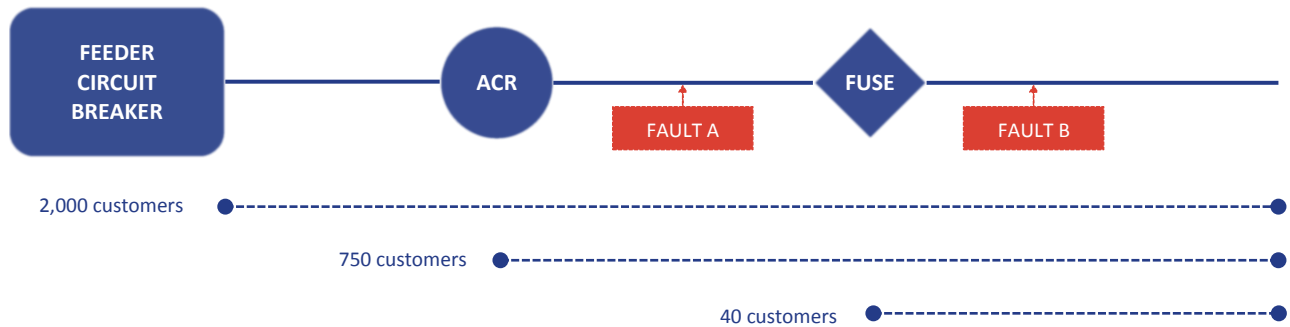 FEEDER
CIRCUIT
BREAKER
ACR
FUSE
FAULT A
FAULT B
2,000 customers
750 customers
40 customers